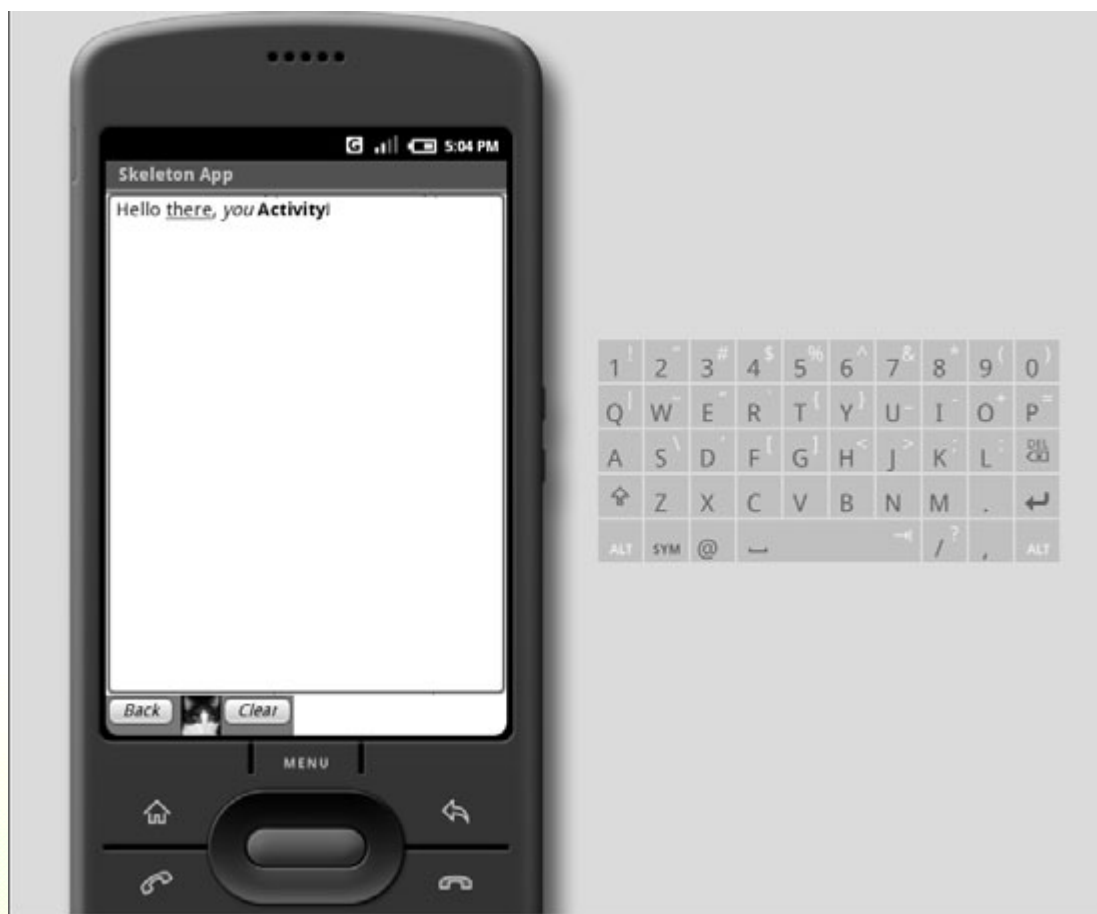 G 5:04 PM
Skeleton App
Hello there, you Activity!
Back Clear
MENU
1 ! 2 3 # 4 $ 5 % 6 ^ 7 & 8 * 9 ( 0 )
Q | W ~ E " R ` T { Y } U - I - O + P =
A S \ D ' F [ G ] H < J > K ; L : DEL
Z X C V B N M .
ALT SYM @ / ? , ALT